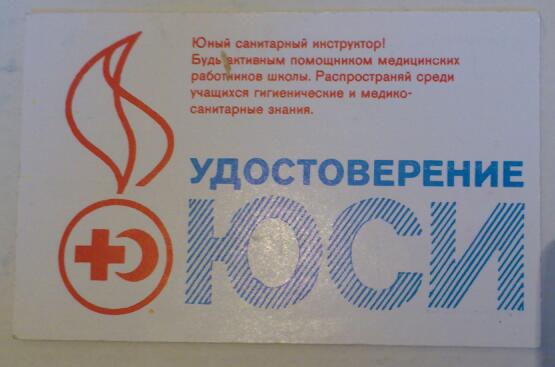 Юный санитарный инструктор!
Будь активным помощником медицинских
работников школы. Распространяй среди
учащихся гигиенические и медико-
санитарные знания.
УДОСТОВЕРЕНИЕ
ЮСИ